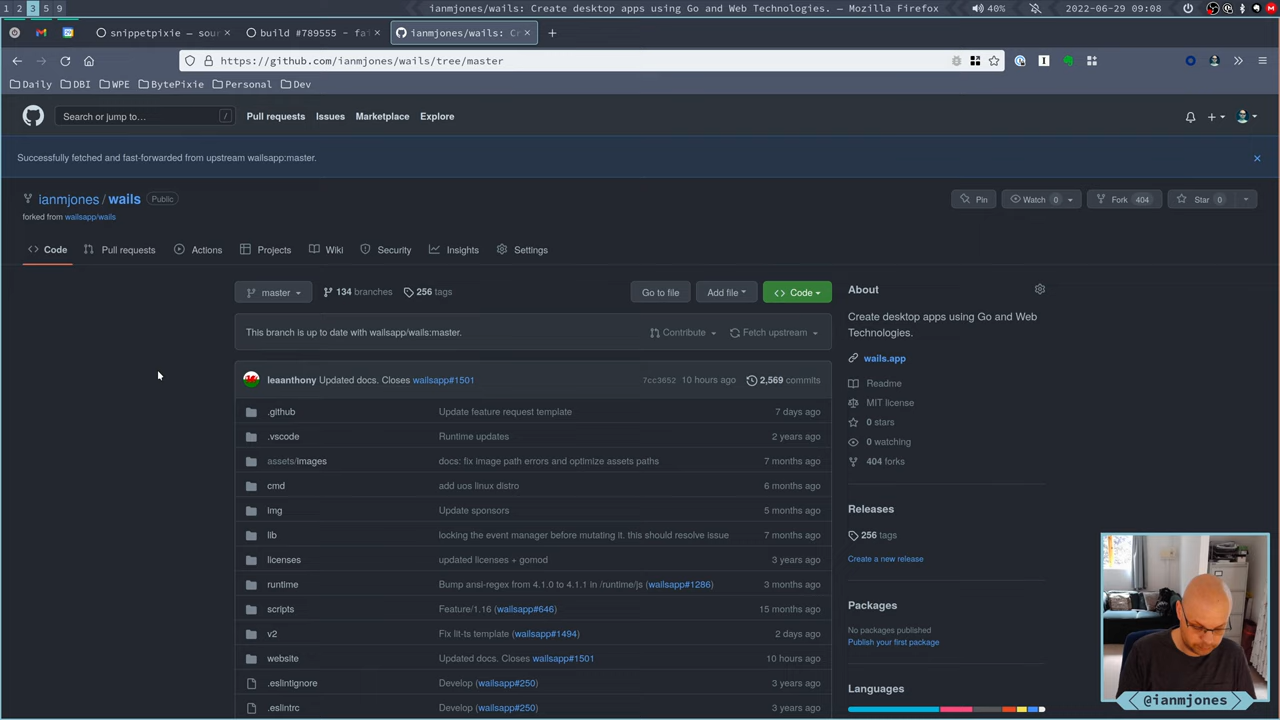 1 2 3 5 9
ianmjones/wails: Create desktop apps using Go and Web Technologies. — Mozilla Firefox
40%
2022-06-29 09:08
snippetpixie — sour
build #789555 - fai
ianmjones/wails: Cr
https://github.com/ianmjones/wails/tree/master
Daily DBI WPE BytePixie Personal Dev
Search or jump to… /
Pull requests Issues Marketplace Explore
Successfully fetched and fast-forwarded from upstream wailsapp:master.
ianmjones / wails Public
forked from wailsapp/wails
Pin Watch 0 Fork 404 Star 0
Code Pull requests Actions Projects Wiki Security Insights Settings
master 134 branches 256 tags Go to file Add file Code
This branch is up to date with wailsapp/wails:master. Contribute Fetch upstream
leaanthony Updated docs. Closes wailsapp#1501 7cc3652 10 hours ago 2,569 commits
.github Update feature request template 7 days ago
.vscode Runtime updates 2 years ago
assets/images docs: fix image path errors and optimize assets paths 7 months ago
cmd add uos linux distro 6 months ago
img Update sponsors 5 months ago
lib locking the event manager before mutating it. this should resolve issue 7 months ago
licenses updated licenses + gomod 3 years ago
runtime Bump ansi-regex from 4.1.0 to 4.1.1 in /runtime/js (wailsapp#1286) 3 months ago
scripts Feature/1.16 (wailsapp#646) 15 months ago
v2 Fix lit-ts template (wailsapp#1494) 2 days ago
website Updated docs. Closes wailsapp#1501 10 hours ago
.eslintignore Develop (wailsapp#250) 3 years ago
.eslintrc Develop (wailsapp#250) 3 years ago
About
Create desktop apps using Go and Web
Technologies.
wails.app
Readme
MIT license
0 stars
0 watching
404 forks
Releases
256 tags
Create a new release
Packages
No packages published
Publish your first package
Languages
@ianmjones